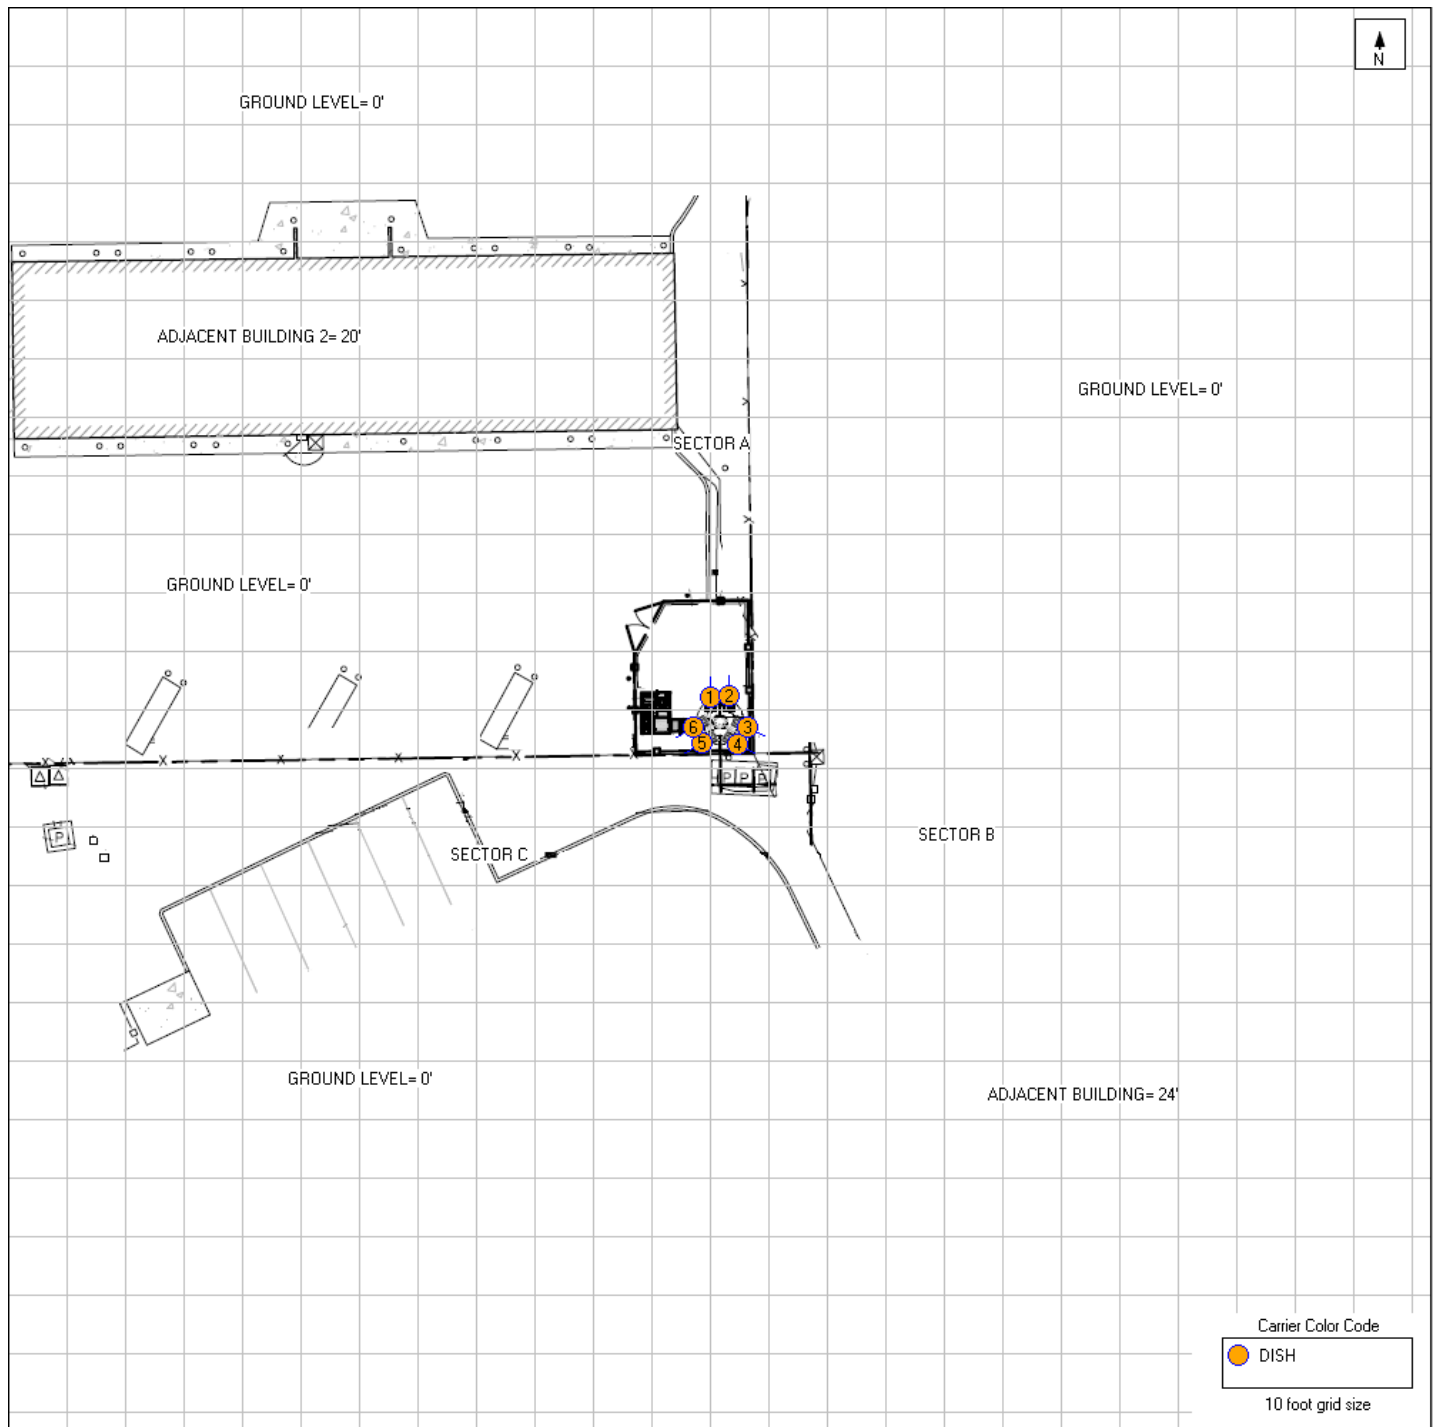 N
GROUND LEVEL= 0'
ADJACENT BUILDING 2= 20'
GROUND LEVEL= 0'
SECTOR A
GROUND LEVEL= 0'
1 2
6 3
5 4
P P P
P
SECTOR B
SECTOR C
GROUND LEVEL= 0'
ADJACENT BUILDING= 24'
Carrier Color Code
DISH
10 foot grid size